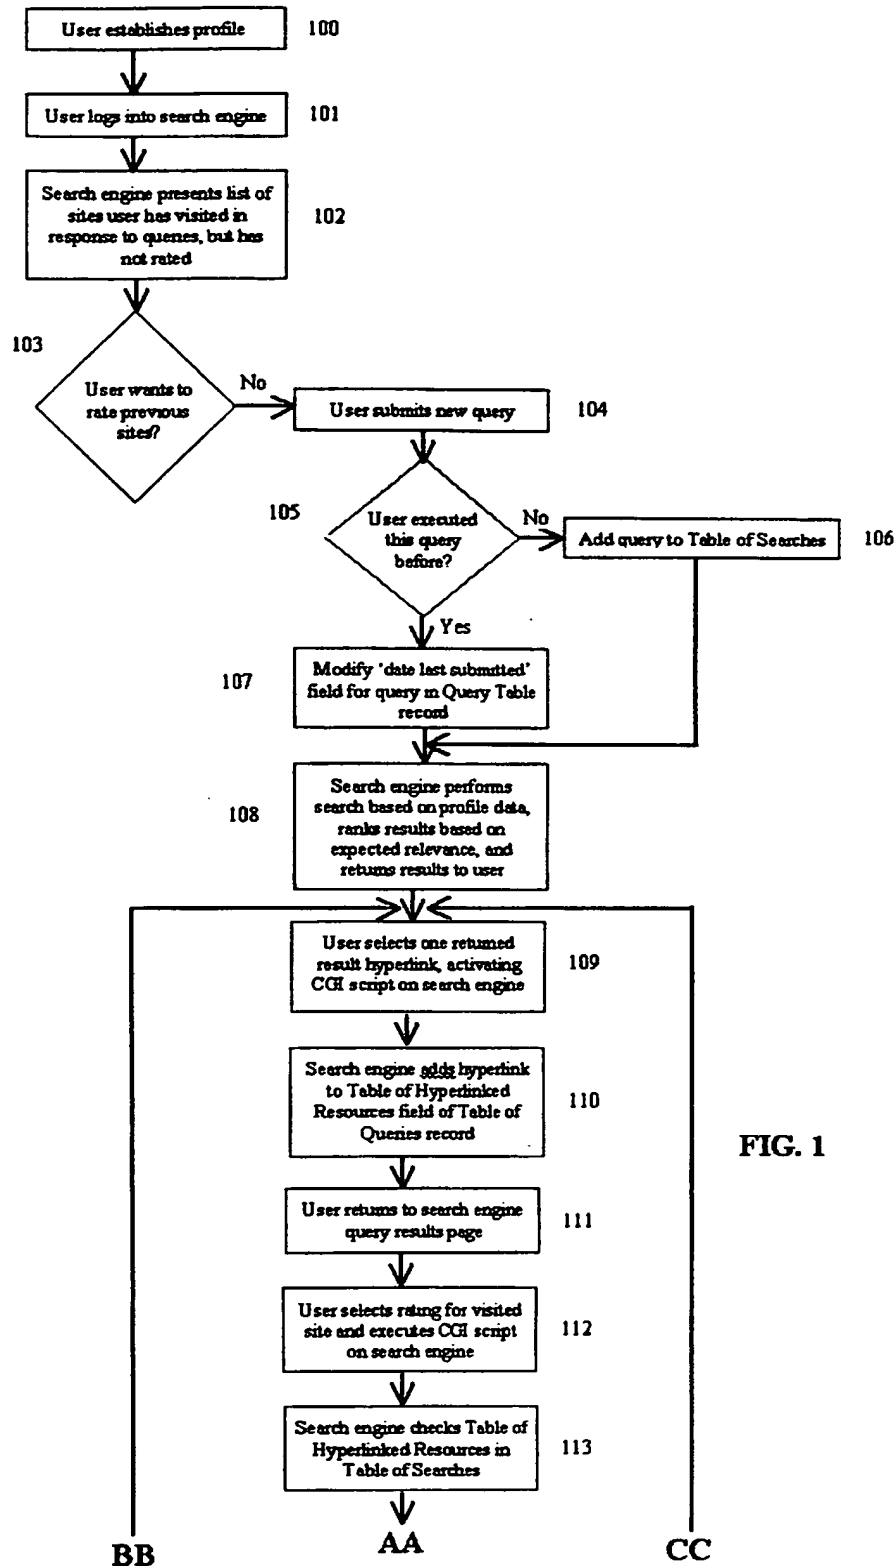 User establishes profile
100
User logs into search engine
101
Search engine presents list of
sites user has visited in
response to queries, but has
not rated
102
103
User wants to
rate previous
sites?
No
User submits new query
104
105
User executed
this query
before?
No
Add query to Table of Searches
106
Yes
107
Modify 'date last submitted'
field for query in Query Table
record
108
Search engine performs
search based on profile data,
ranks results based on
expected relevance, and
returns results to user
User selects one returned
result hyperlink, activating
CGI script on search engine
109
Search engine adds hyperlink
to Table of Hyperlinked
Resources field of Table of
Queries record
110
FIG. 1
User returns to search engine
query results page
111
User selects rating for visited
site and executes CGI script
on search engine
112
Search engine checks Table of
Hyperlinked Resources in
Table of Searches
113
BB
AA
CC